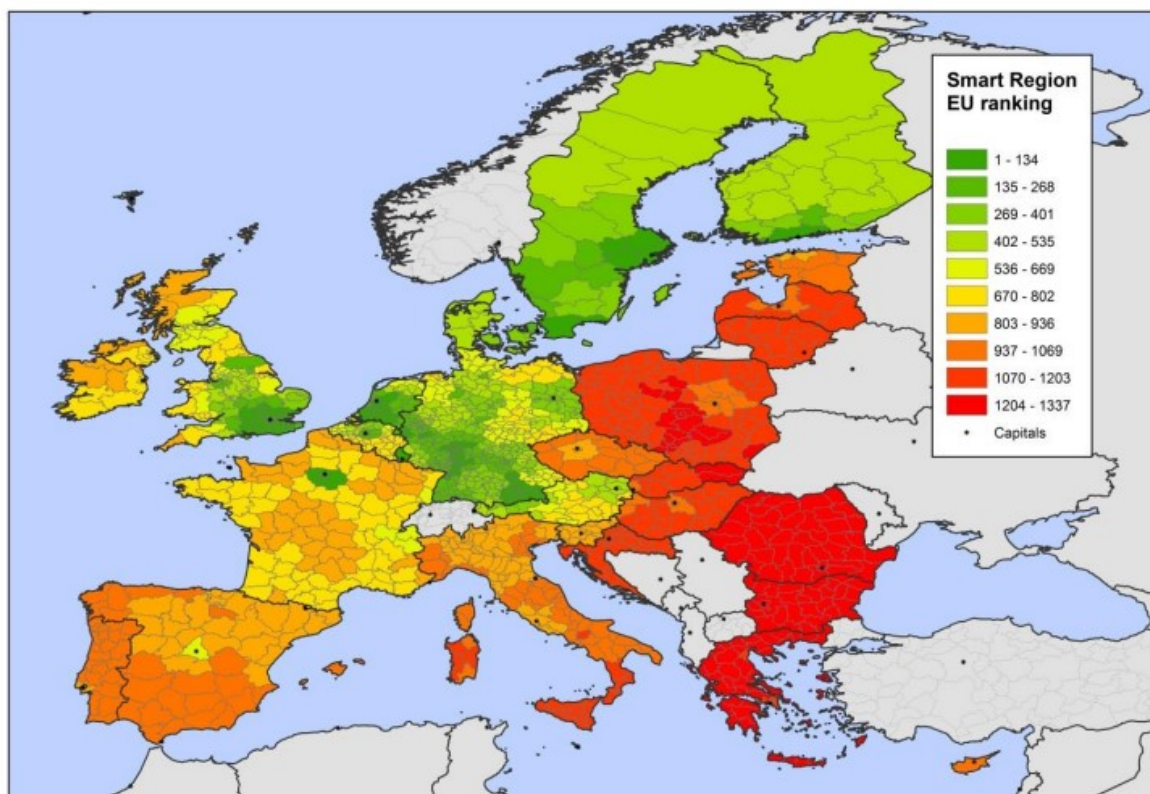 Smart Region
EU ranking
1 - 134
135 - 268
269 - 401
402 - 535
536 - 669
670 - 802
803 - 936
937 - 1069
1070 - 1203
1204 - 1337
Capitals